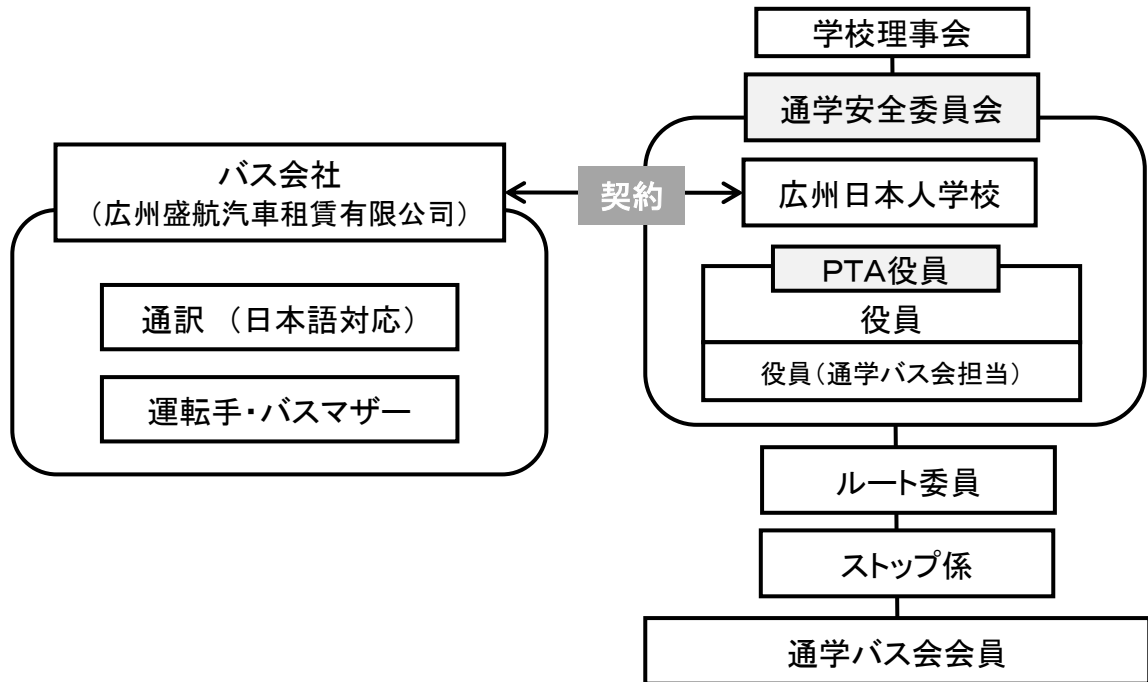 学校理事会
通学安全委員会
バス会社
（広州盛航汽車租賃有限公司）
契約
広州日本人学校
通訳 （日本語対応）
運転手・バスマザー
PTA役員
役員
役員（通学バス会担当）
ルート委員
ストップ係
通学バス会会員